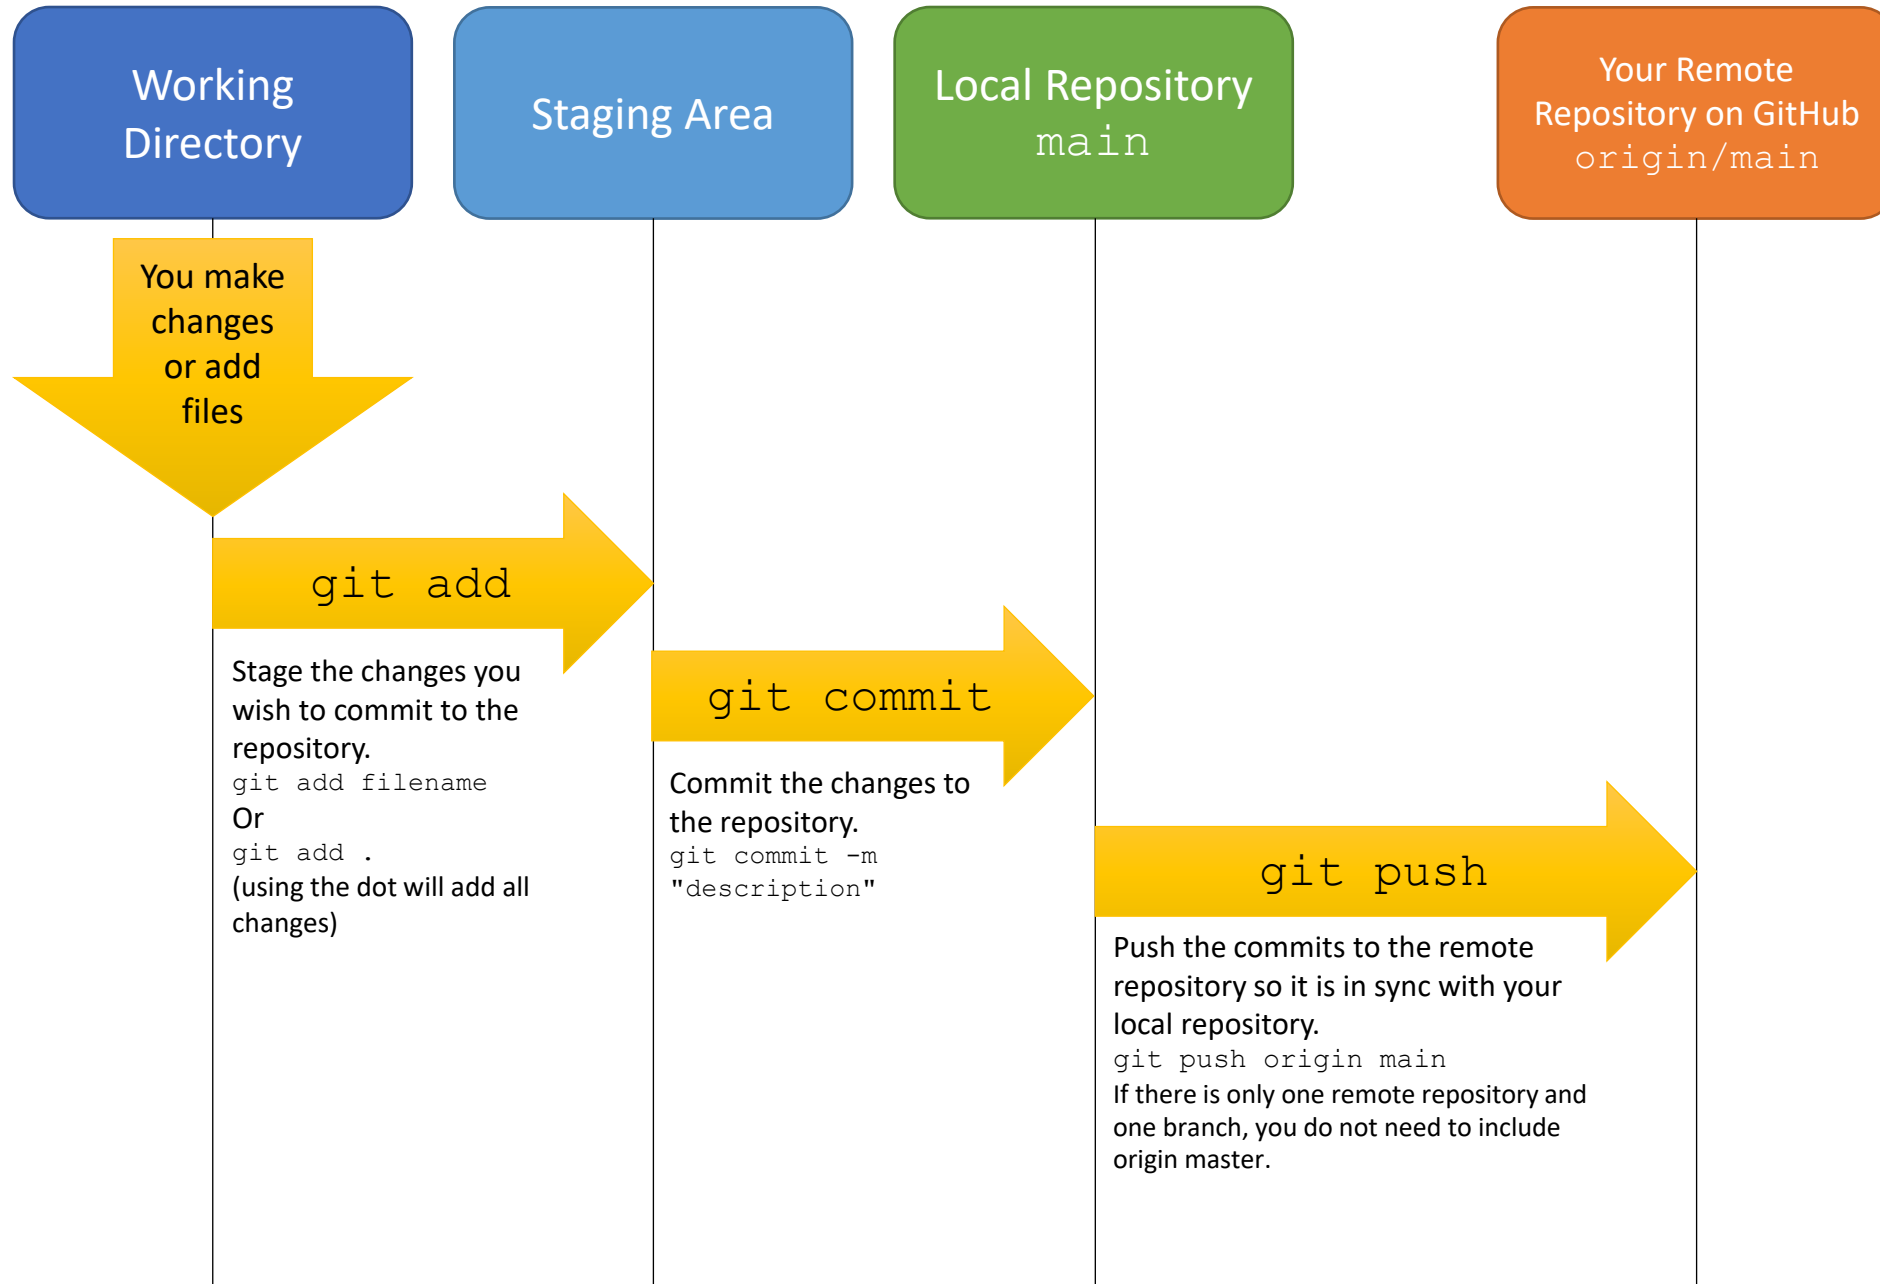 Working
Directory
Staging Area
Local Repository
main
Your Remote
Repository on GitHub
origin/main
You make
changes
or add
files
git add
Stage the changes you
wish to commit to the
repository.
git add filename
Or
git add .
(using the dot will add all
changes)
git commit
Commit the changes to
the repository.
git commit -m
"description"
git push
Push the commits to the remote
repository so it is in sync with your
local repository.
git push origin main
If there is only one remote repository and
one branch, you do not need to include
origin master.